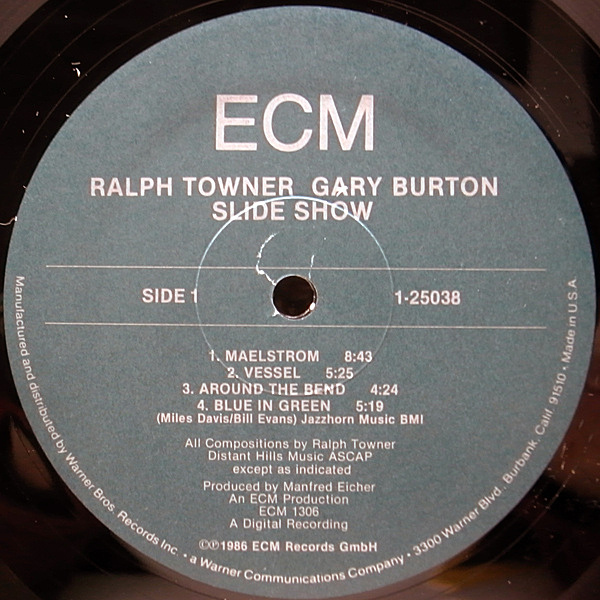 ECM
RALPH TOWNER GARY BURTON
SLIDE SHOW
SIDE 1 1-25038
1. MAELSTROM 8:43
2. VESSEL 5:25
3. AROUND THE BEND 4:24
4. BLUE IN GREEN 5:19
(Miles Davis/Bill Evans) Jazzhorn Music BMI
All Compositions by Ralph Towner
Distant Hills Music ASCAP
except as indicated
Produced by Manfred Eicher
An ECM Production
ECM 1306
A Digital Recording
©℗1986 ECM Records GmbH
Manufactured and distributed by Warner Bros. Records Inc. • a Warner Communications Company • 3300 Warner Blvd. Burbank, Calif. 91510 • Made in U.S.A.